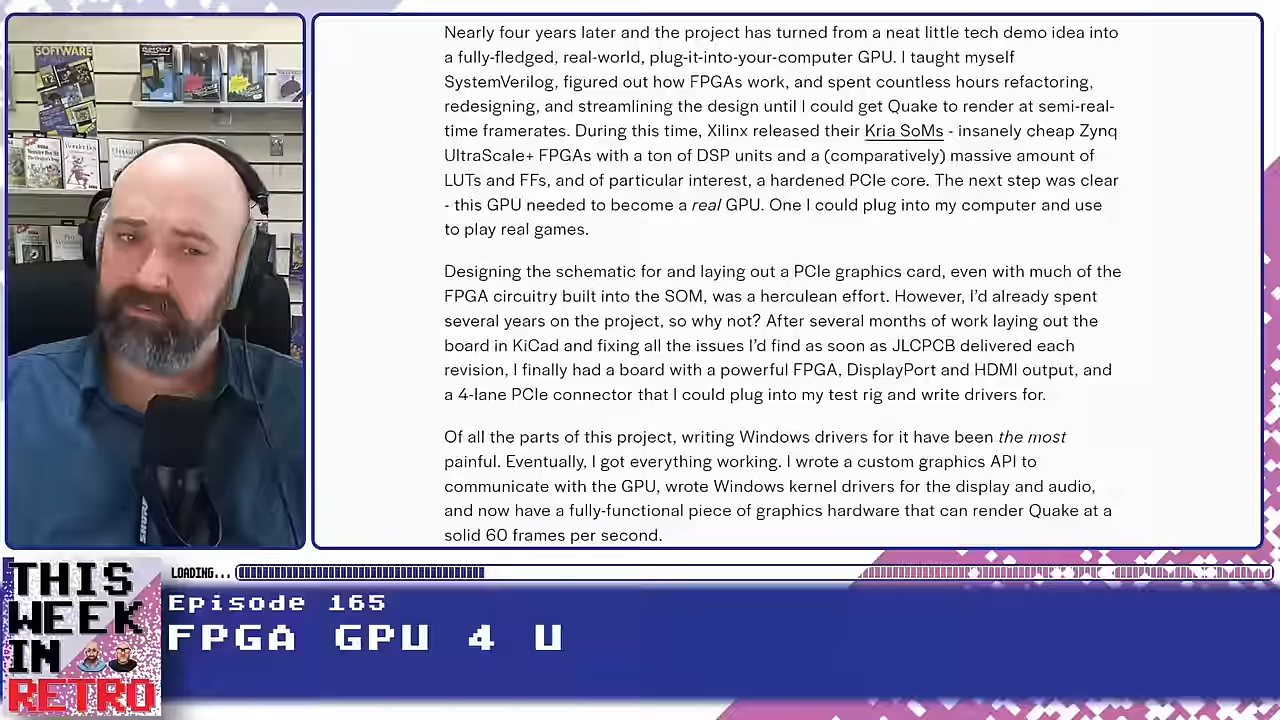 SOFTWARE
Nearly four years later and the project has turned from a neat little tech demo idea into
a fully-fledged, real-world, plug-it-into-your-computer GPU. I taught myself
SystemVerilog, figured out how FPGAs work, and spent countless hours refactoring,
redesigning, and streamlining the design until I could get Quake to render at semi-real-
time framerates. During this time, Xilinx released their Kria SoMs - insanely cheap Zynq
UltraScale+ FPGAs with a ton of DSP units and a (comparatively) massive amount of
LUTs and FFs, and of particular interest, a hardened PCIe core. The next step was clear
- this GPU needed to become a real GPU. One I could plug into my computer and use
to play real games.
Designing the schematic for and laying out a PCIe graphics card, even with much of the
FPGA circuitry built into the SOM, was a herculean effort. However, I'd already spent
several years on the project, so why not? After several months of work laying out the
board in KiCad and fixing all the issues I'd find as soon as JLCPCB delivered each
revision, I finally had a board with a powerful FPGA, DisplayPort and HDMI output, and
a 4-lane PCIe connector that I could plug into my test rig and write drivers for.
Of all the parts of this project, writing Windows drivers for it have been the most
painful. Eventually, I got everything working. I wrote a custom graphics API to
communicate with the GPU, wrote Windows kernel drivers for the display and audio,
and now have a fully-functional piece of graphics hardware that can render Quake at a
solid 60 frames per second.
SHURE
LOADING...
THIS
WEEK
IN
RETRO
Episode 165
FPGA GPU 4 U